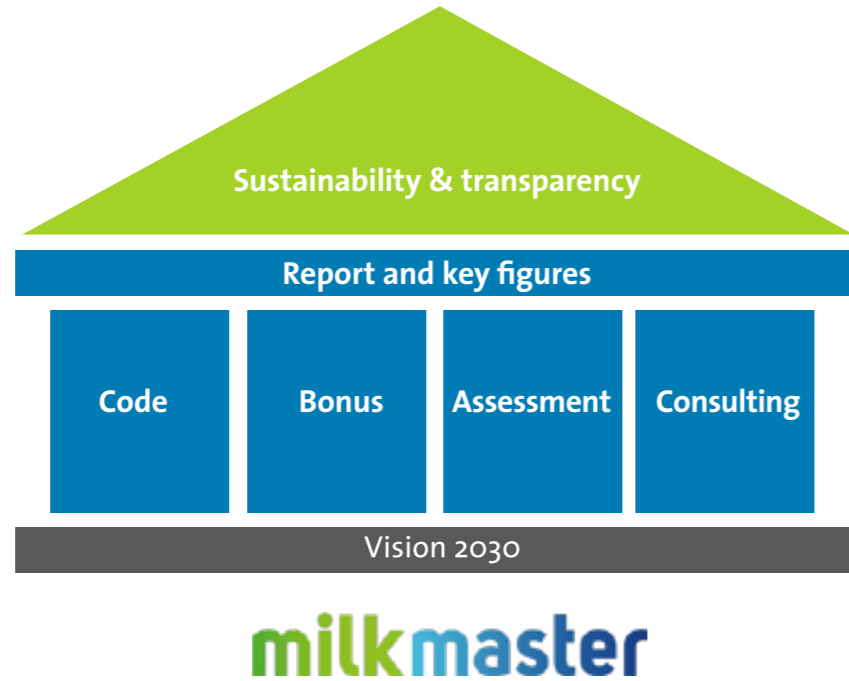 Sustainability & transparency
Report and key figures
Code
Bonus
Assessment
Consulting
Vision 2030
milkmaster